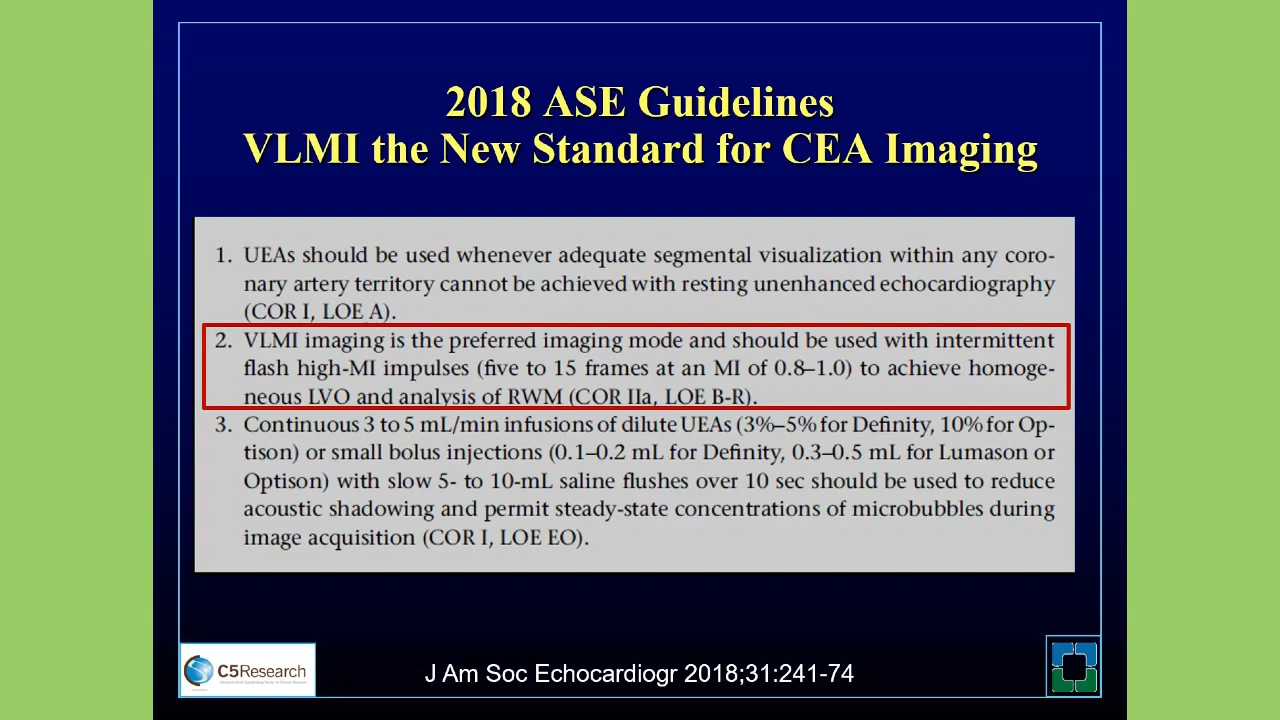 2018 ASE Guidelines
VLMI the New Standard for CEA Imaging
1. UEAs should be used whenever adequate segmental visualization within any coro-
nary artery territory cannot be achieved with resting unenhanced echocardiography
(COR I, LOE A).
2. VLMI imaging is the preferred imaging mode and should be used with intermittent
flash high-MI impulses (five to 15 frames at an MI of 0.8–1.0) to achieve homoge-
neous LVO and analysis of RWM (COR IIa, LOE B-R).
3. Continuous 3 to 5 mL/min infusions of dilute UEAs (3%–5% for Definity, 10% for Op-
tison) or small bolus injections (0.1–0.2 mL for Definity, 0.3–0.5 mL for Lumason or
Optison) with slow 5- to 10-mL saline flushes over 10 sec should be used to reduce
acoustic shadowing and permit steady-state concentrations of microbubbles during
image acquisition (COR I, LOE EO).
C5Research
J Am Soc Echocardiogr 2018;31:241-74